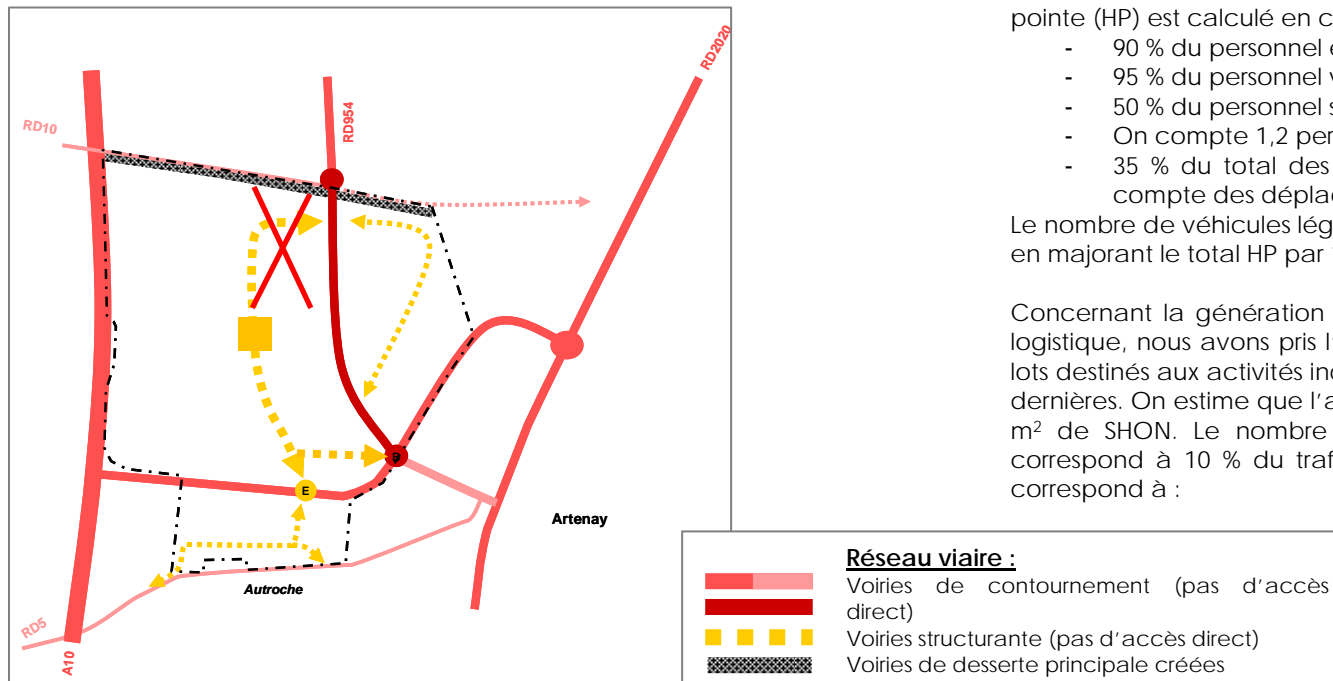 RD10
RD954
RD2020
E
Artenay
Autroche
RD5
A10
pointe (HP) est calculé en c
- 90 % du personnel e
- 95 % du personnel v
- 50 % du personnel s
- On compte 1,2 per
- 35 % du total des
compte des déplac
Le nombre de véhicules lég
en majorant le total HP par
Concernant la génération
logistique, nous avons pris l
lots destinés aux activités inc
dernières. On estime que l'a
m² de SHON. Le nombre
correspond à 10 % du traf
correspond à :
Réseau viaire :
Voiries de contournement (pas d'accès
direct)
Voiries structurante (pas d'accès direct)
Voiries de desserte principale créées